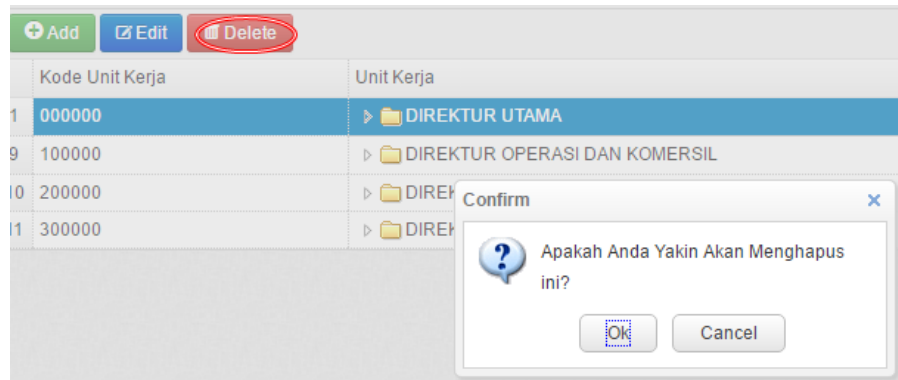 Add Edit Delete
Kode Unit Kerja Unit Kerja
1 000000 DIREKTUR UTAMA
9 100000 DIREKTUR OPERASI DAN KOMERSIL
10 200000
11 300000
Confirm
Apakah Anda Yakin Akan Menghapus
ini?
Ok Cancel